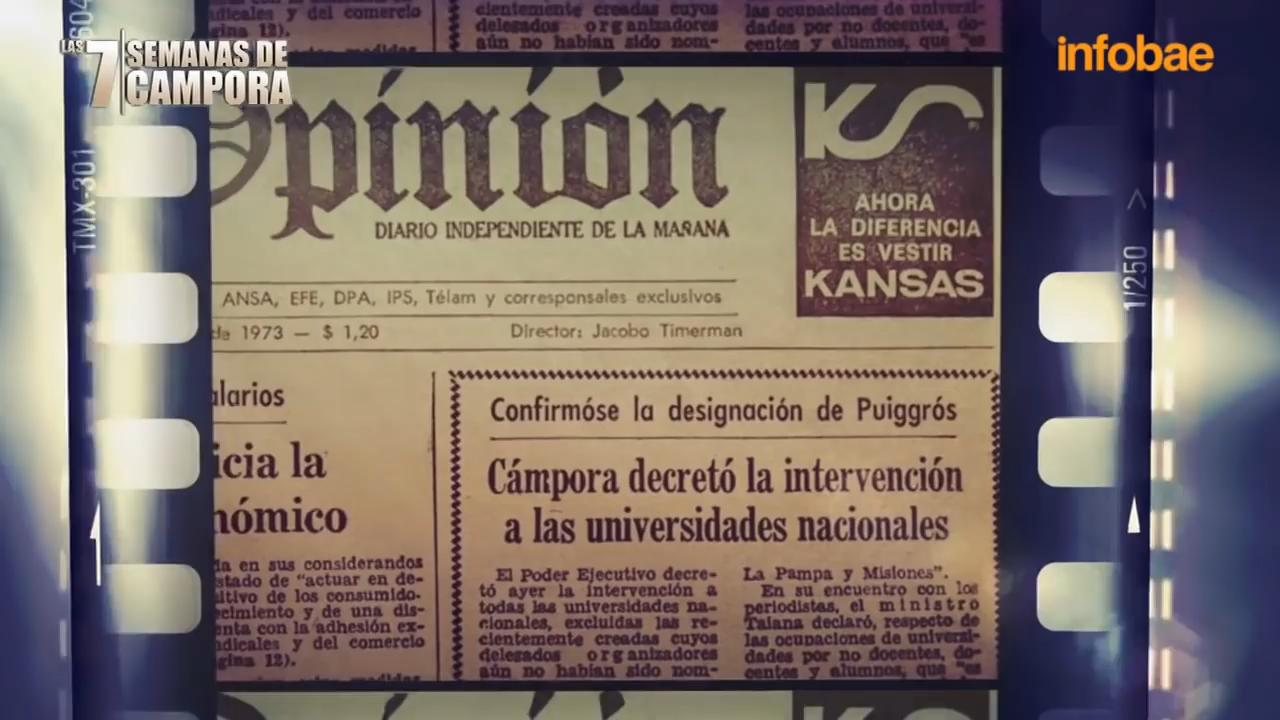 dicales y del comercio
gina 12).
cientemente creadas cuyos
delegados organizadores
aún no habían sido nom-
las ocupaciones de universi-
dades por no docentes, do-
centes y alumnos, que "es
LAS 7 SEMANAS DE
CAMPORA
infobae
604
TMX-301
1/250
Opinión
DIARIO INDEPENDIENTE DE LA MAÑANA
KS
AHORA
LA DIFERENCIA
ES VESTIR
KANSAS
ANSA, EFE, DPA, IPS, Télam y corresponsales exclusivos
de 1973 — $ 1,20
Director: Jacobo Timerman
alarios
icia la
nómico
da en sus considerandos
stado de "actuar en de-
itivo de los consumido-
ecimiento y de una dis-
enta con la adhesión ex-
ndicales y del comercio
gina 12).
Confirmóse la designación de Puiggrós
Cámpora decretó la intervención
a las universidades nacionales
El Poder Ejecutivo decre-
tó ayer la intervención a
todas las universidades na-
cionales, excluidas las re-
cientemente creadas cuyos
delegados organizadores
aún no habían sido nom-
La Pampa y Misiones".
En su encuentro con los
periodistas, el ministro
Taiana declaró, respecto de
las ocupaciones de universi-
dades por no docentes, do-
centes y alumnos, que "es